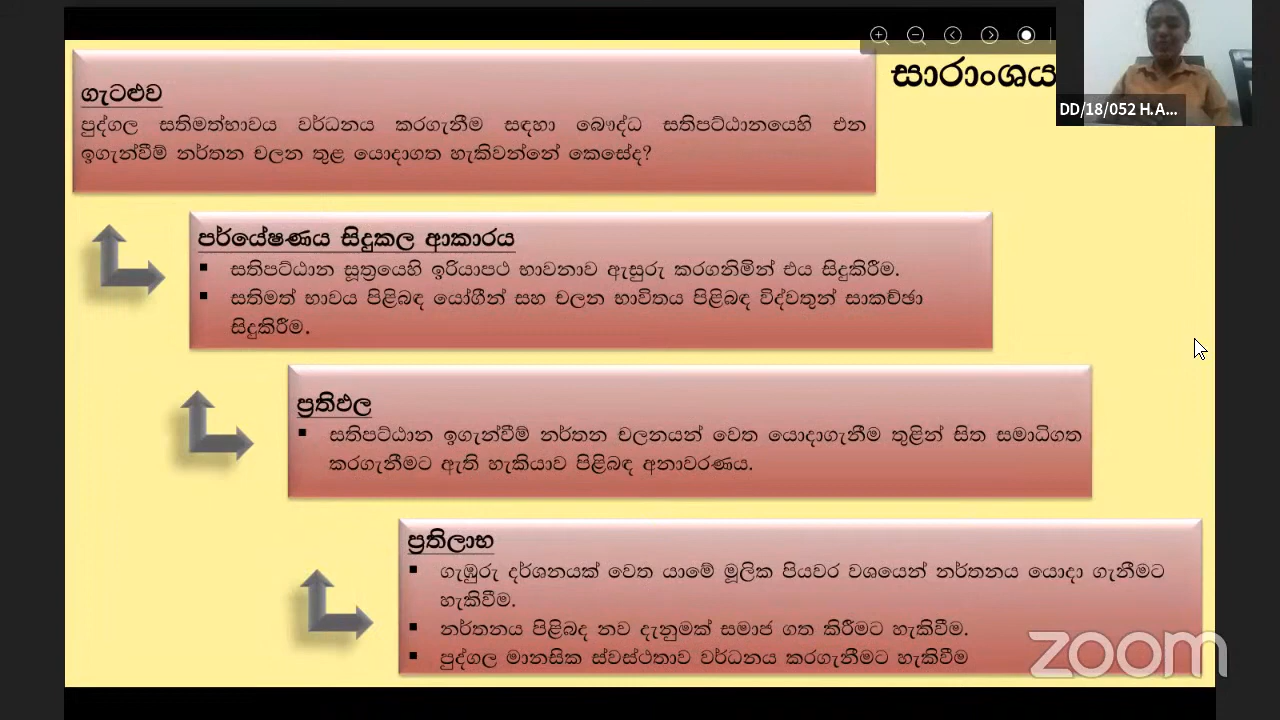 සාරාංශය
DD/18/052 H.A...
ගැටළුව
පුද්ගල සතිමත්භාවය වර්ධනය කරගැනීම සඳහා බෞද්ධ සතිපට්ඨානයෙහි එන
ඉගැන්වීම් නර්තන චලන තුළ යොදාගත හැකිවන්නේ කෙසේද?
පර්යේෂණය සිදුකල ආකාරය
▪ සතිපට්ඨාන සූත්‍රයෙහි ඉරියාපථ භාවනාව ඇසුරු කරගනිමින් එය සිදුකිරීම.
▪ සතිමත් භාවය පිළිබඳ යෝගීන් සහ චලන භාවිතය පිළිබඳ විද්වතුන් සාකච්ඡා
සිදුකිරීම.
ප්‍රතිඵල
▪ සතිපට්ඨාන ඉගැන්වීම් නර්තන චලනයන් වෙත යොදාගැනීම තුළින් සිත සමාධිගත
කරගැනීමට ඇති හැකියාව පිළිබඳ අනාවරණය.
ප්‍රතිලාභ
▪ ගැඹුරු දර්ශනයක් වෙත යාමේ මූලික පියවර වශයෙන් නර්තනය යොදා ගැනීමට
හැකිවීම.
▪ නර්තනය පිළිබද නව දැනුමක් සමාජ ගත කිරීමට හැකිවීම.
▪ පුද්ගල මානසික ස්වස්ථතාව වර්ධනය කරගැනීමට හැකිවීම
zoom